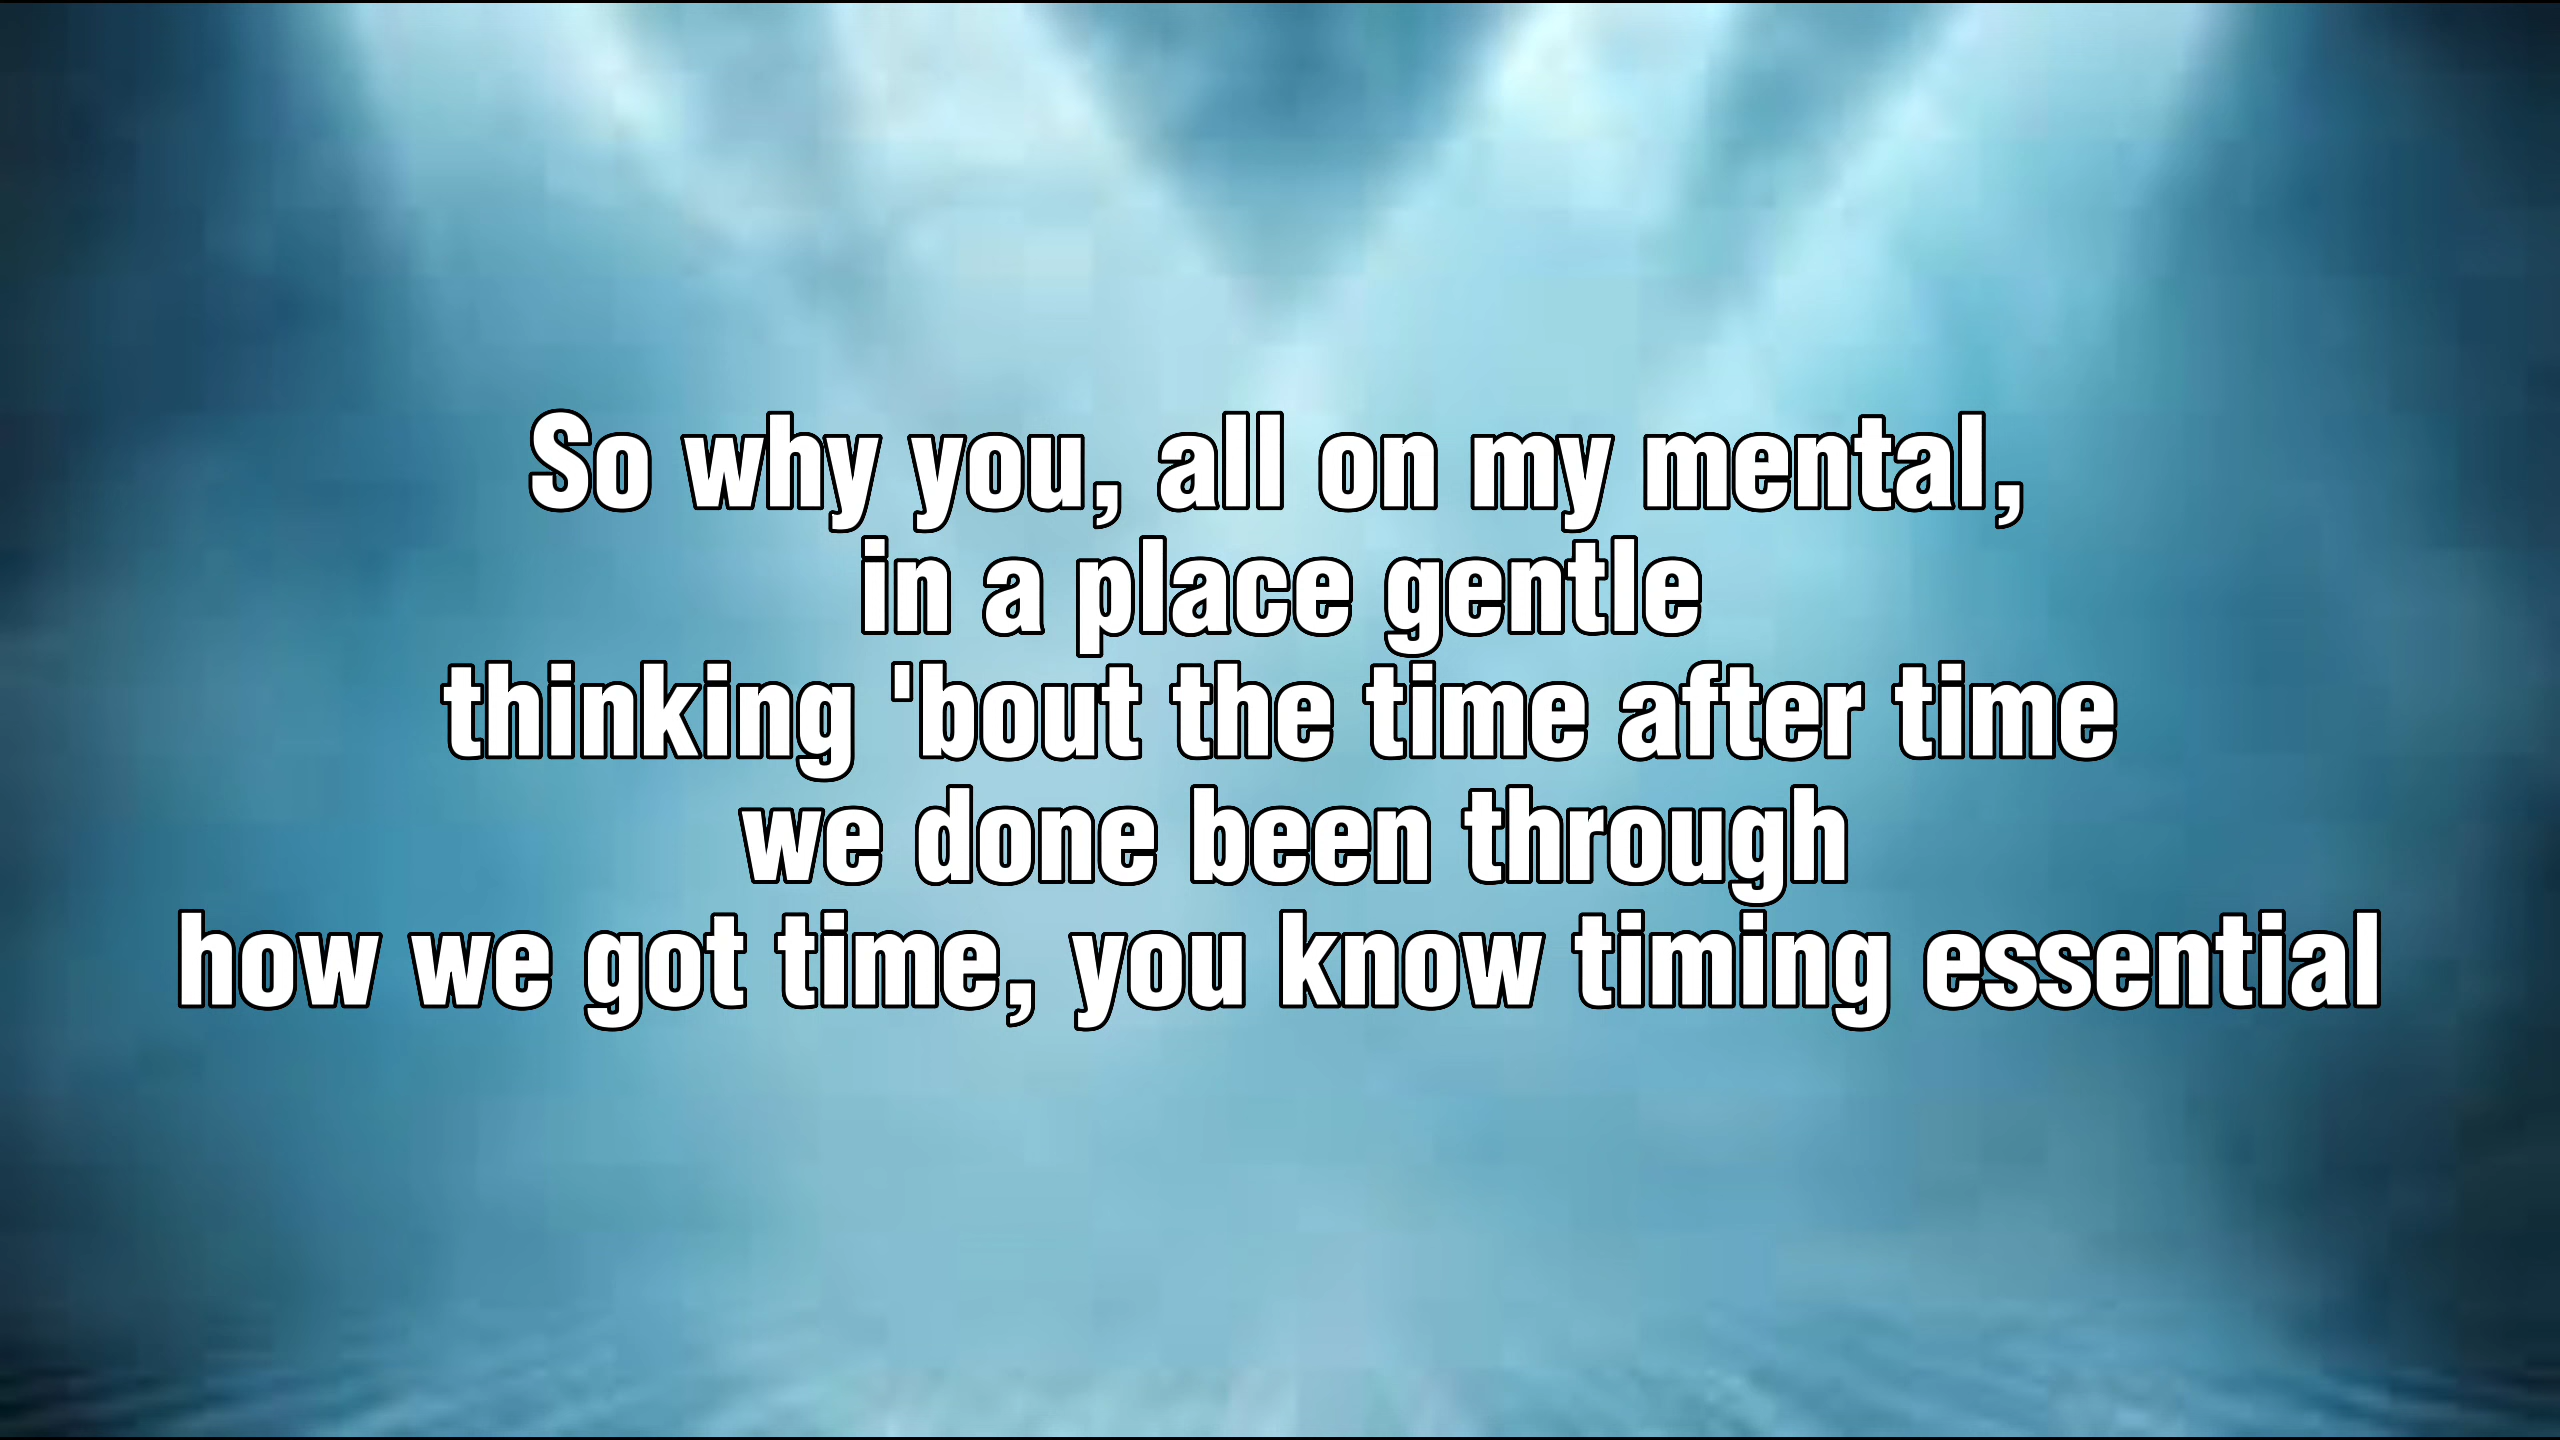 So why you, all on my mental,
in a place gentle
thinking 'bout the time after time
we done been through
how we got time, you know timing essential